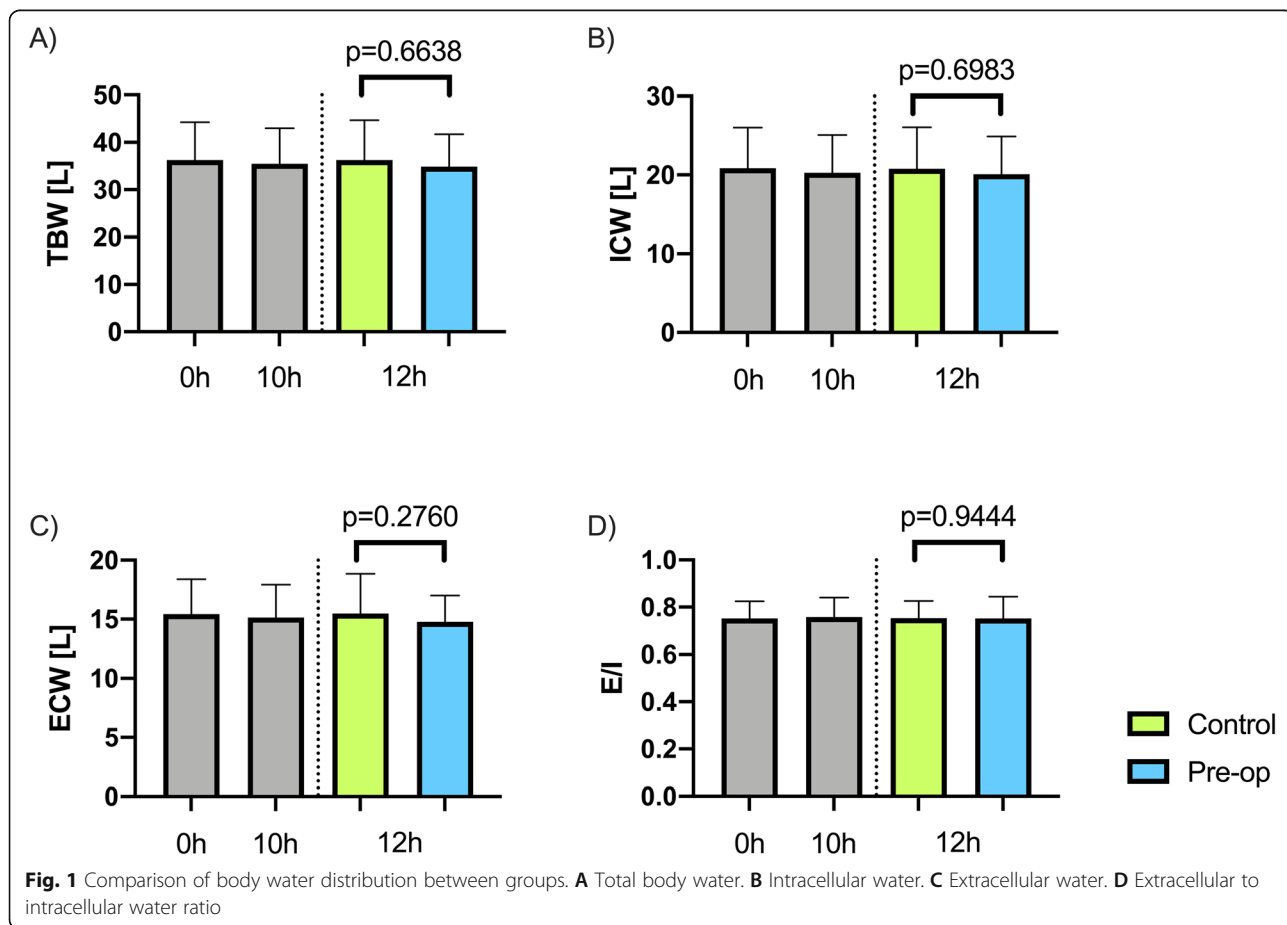 A)
p=0.6638
TBW [L]
50
40
30
20
10
0
0h 10h 12h
B)
p=0.6983
ICW [L]
30
20
10
0
0h 10h 12h
C)
p=0.2760
ECW [L]
20
15
10
5
0
0h 10h 12h
D)
p=0.9444
E/I
1.0
0.8
0.6
0.4
0.2
0.0
0h 10h 12h
Control
Pre-op
Fig. 1 Comparison of body water distribution between groups. A Total body water. B Intracellular water. C Extracellular water. D Extracellular to
intracellular water ratio